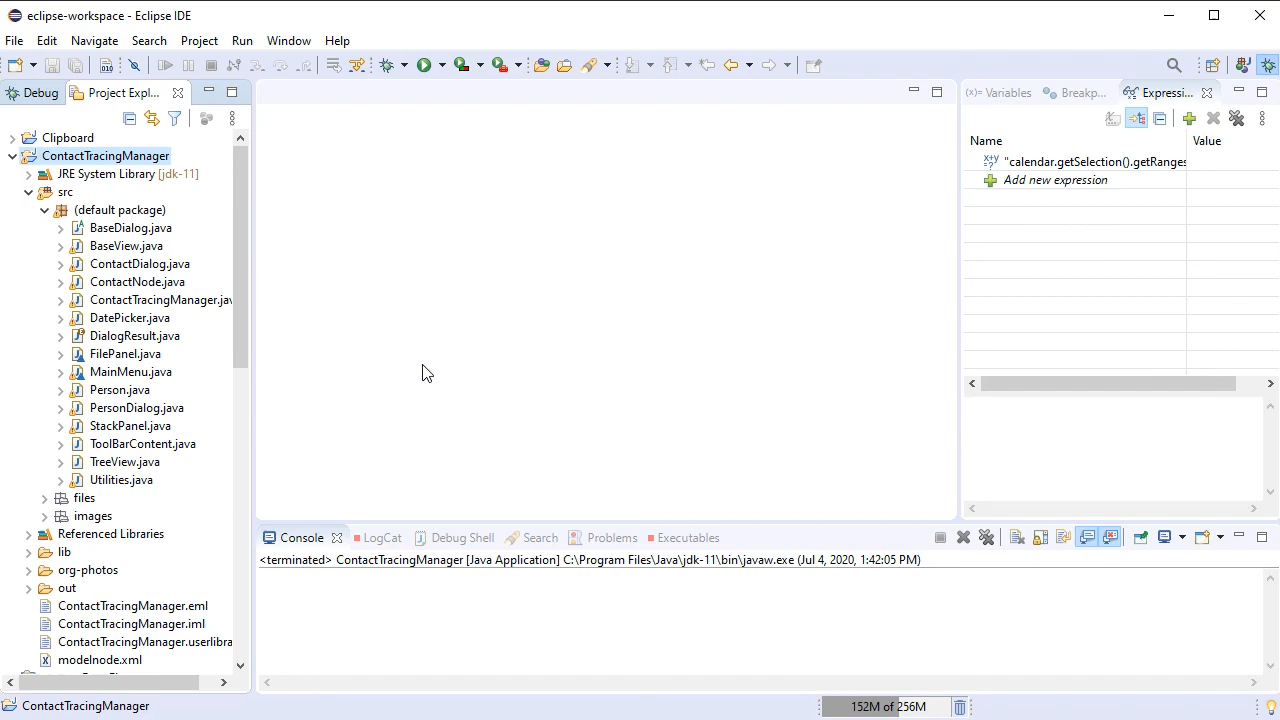 eclipse-workspace - Eclipse IDE
File Edit Navigate Search Project Run Window Help
Debug Project Expl...
(x)= Variables Breakp... Expressi...
Clipboard
ContactTracingManager
JRE System Library [jdk-11]
src
(default package)
BaseDialog.java
BaseView.java
ContactDialog.java
ContactNode.java
ContactTracingManager.jav
DatePicker.java
DialogResult.java
FilePanel.java
MainMenu.java
Person.java
PersonDialog.java
StackPanel.java
ToolBarContent.java
TreeView.java
Utilities.java
files
images
Referenced Libraries
lib
org-photos
out
ContactTracingManager.eml
ContactTracingManager.iml
ContactTracingManager.userlibra
modelnode.xml
Name Value
"calendar.getSelection().getRanges
Add new expression
Console LogCat Debug Shell Search Problems Executables
<terminated> ContactTracingManager [Java Application] C:\Program Files\Java\jdk-11\bin\javaw.exe (Jul 4, 2020, 1:42:05 PM)
ContactTracingManager
152M of 256M